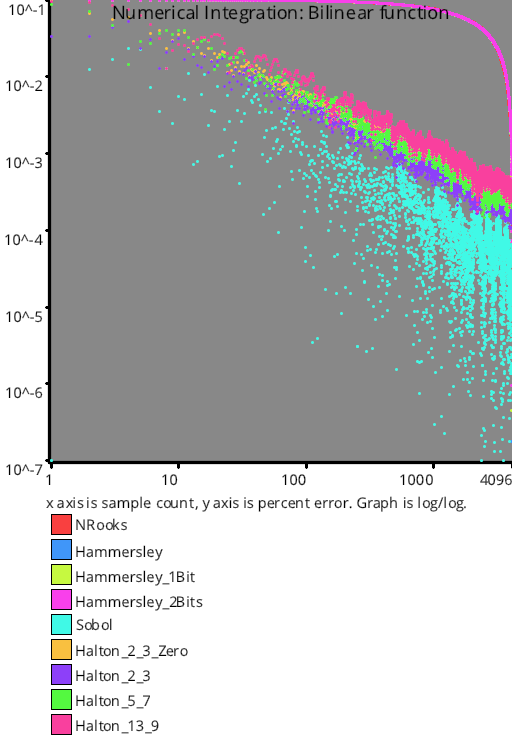 Numerical Integration: Bilinear function
10^-1
10^-2
10^-3
10^-4
10^-5
10^-6
10^-7
1 10 100 1000 4096
x axis is sample count, y axis is percent error. Graph is log/log.
NRooks
Hammersley
Hammersley_1Bit
Hammersley_2Bits
Sobol
Halton_2_3_Zero
Halton_2_3
Halton_5_7
Halton_13_9